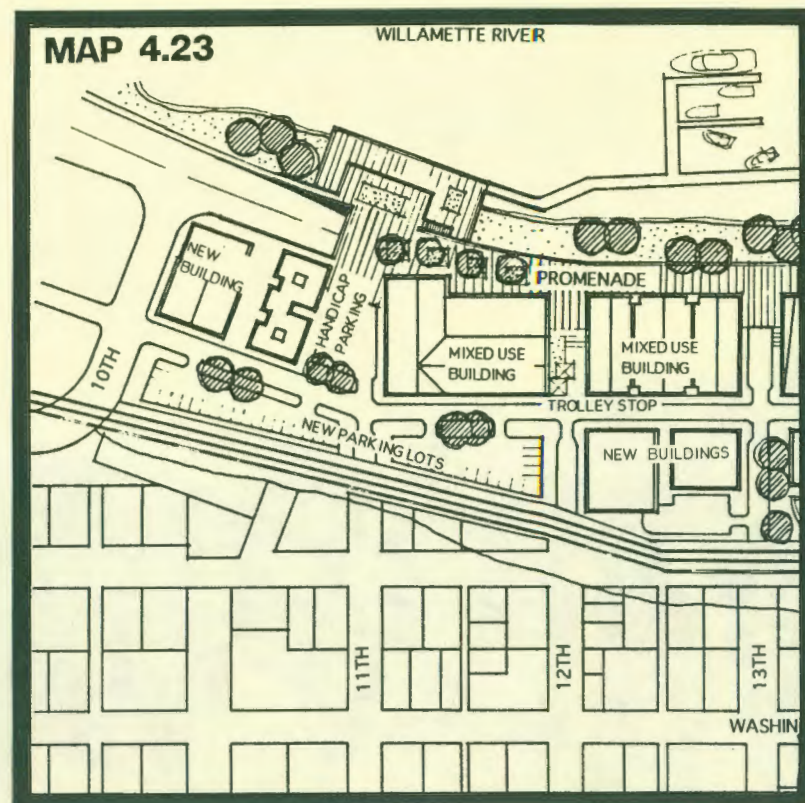 MAP 4.23
WILLAMETTE RIVER
NEW
BUILDING
HANDICAP
PARKING
PROMENADE
MIXED USE
BUILDING
MIXED USE
BUILDING
10TH
TROLLEY STOP
NEW PARKING LOTS
NEW BUILDINGS
11TH
12TH
13TH
WASHIN